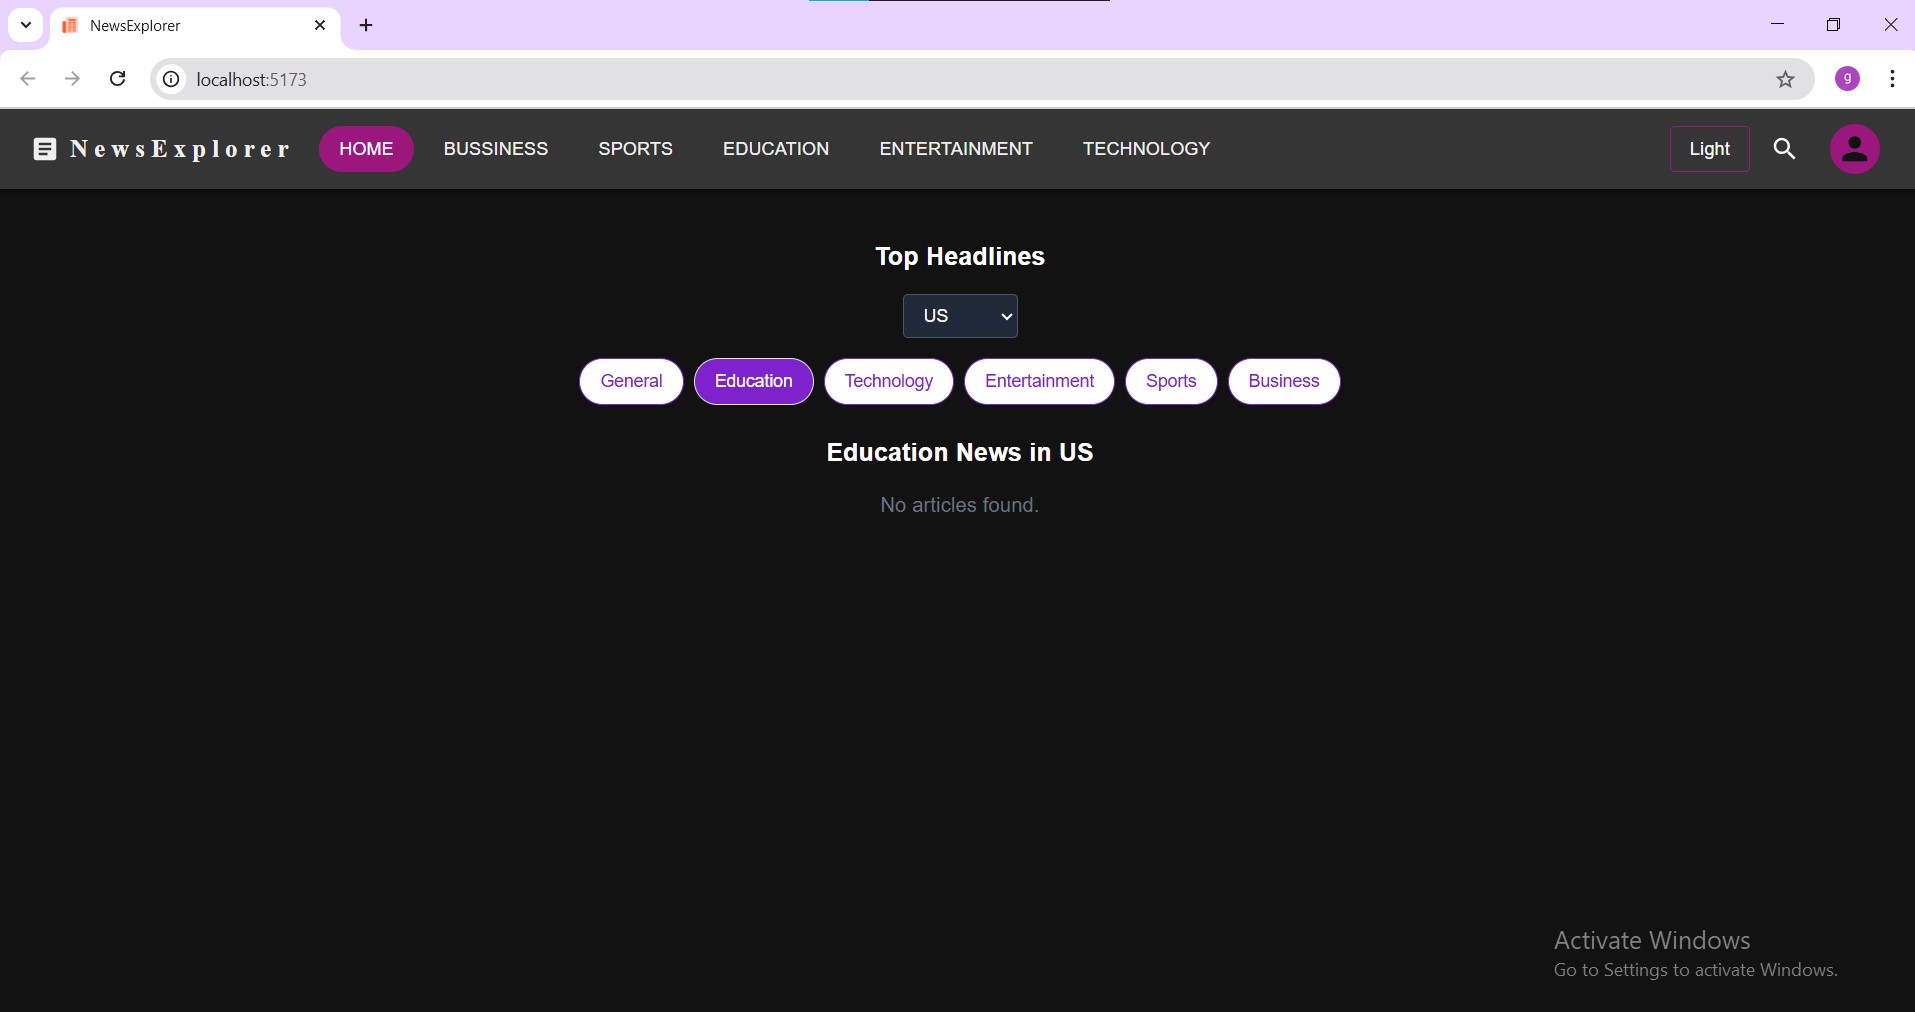 NewsExplorer
localhost:5173
g
NewsExplorer HOME BUSSINESS SPORTS EDUCATION ENTERTAINMENT TECHNOLOGY Light
Top Headlines
US
General Education Technology Entertainment Sports Business
Education News in US
No articles found.
Activate Windows
Go to Settings to activate Windows.